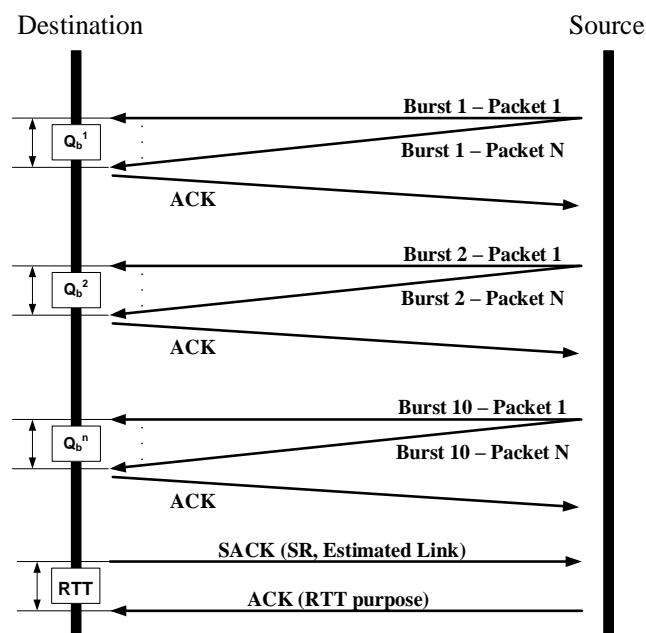 Destination
Source
Burst 1 – Packet 1
Q_b^1
Burst 1 – Packet N
ACK
Burst 2 – Packet 1
Q_b^2
Burst 2 – Packet N
ACK
Burst 10 – Packet 1
Q_b^n
Burst 10 – Packet N
ACK
SACK (SR, Estimated Link)
RTT
ACK (RTT purpose)